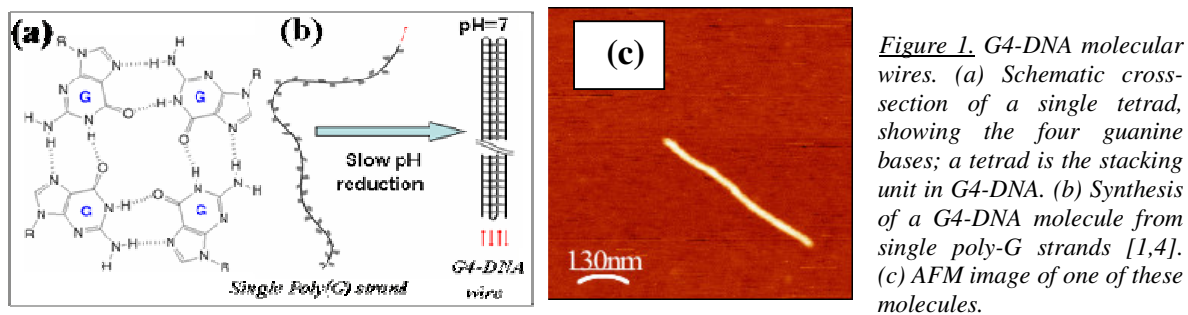 (a)
H
R N N H N N N R
G N H N G
N O N
H N N H O N
N H H
H O H H
N O N N
N G N H O G N
R N N R
N H N N
H
(b)
pH=7
Slow pH
reduction
Single Poly(G) strand
G4-DNA
wire
(c)
130nm
Figure 1. G4-DNA molecular
wires. (a) Schematic cross-
section of a single tetrad,
showing the four guanine
bases; a tetrad is the stacking
unit in G4-DNA. (b) Synthesis
of a G4-DNA molecule from
single poly-G strands [1,4].
(c) AFM image of one of these
molecules.